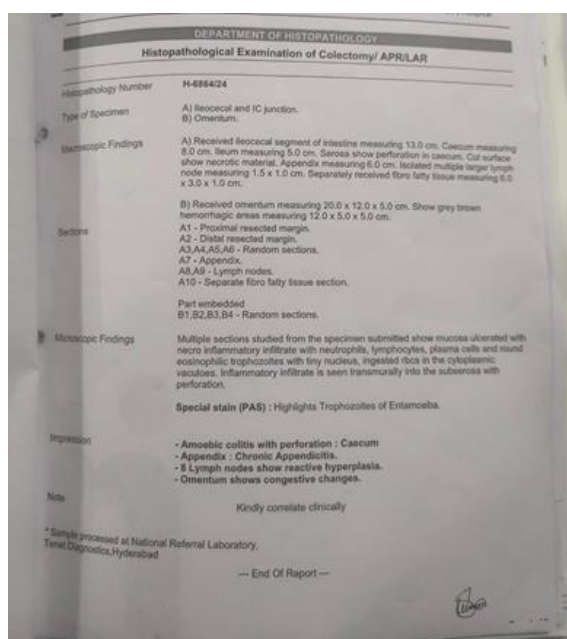 DEPARTMENT OF HISTOPATHOLOGY
Histopathological Examination of Colectomy/ APR/LAR
Histopathology Number H-6864/24
Type of Specimen A) Ileocecal and IC junction.
B) Omentum.
Macroscopic Findings A) Received ileocecal segment of intestine measuring 13.0 cm. Caecum measuring
8.0 cm. Ileum measuring 5.0 cm. Serosa show perforation in caecum. Cut surface
show necrotic material. Appendix measuring 6.0 cm. Isolated multiple larger lymph
node measuring 1.5 x 1.0 cm. Separately received fibro fatty tissue measuring
x 3.0 x 1.0 cm.
B) Received omentum measuring 20.0 x 12.0 x 5.0 cm. Show grey brown
hemorrhagic areas measuring 12.0 x 5.0 x 5.0 cm.
Sections A1 - Proximal resected margin.
A2 - Distal resected margin.
A3,A4,A5,A6 - Random sections.
A7 - Appendix.
A8,A9 - Lymph nodes.
A10 - Separate fibro fatty tissue section.
Part embedded
B1,B2,B3,B4 - Random sections.
Microscopic Findings Multiple sections studied from the specimen submitted show mucosa ulcerated with
necro inflammatory infiltrate with neutrophils, lymphocytes, plasma cells and round
eosinophilic trophozoites with tiny nucleus, ingested rbcs in the cytoplasmic
vacuoles. Inflammatory infiltrate is seen transmurally into the subserosa with
perforation.
Special stain (PAS) : Highlights Trophozoites of Entamoeba.
Impression - Amoebic colitis with perforation : Caecum
- Appendix : Chronic Appendicitis.
- 8 Lymph nodes show reactive hyperplasia.
- Omentum shows congestive changes.
Note Kindly correlate clinically
* Sample processed at National Referral Laboratory,
Tenet Diagnostics,Hyderabad
--- End Of Report ---